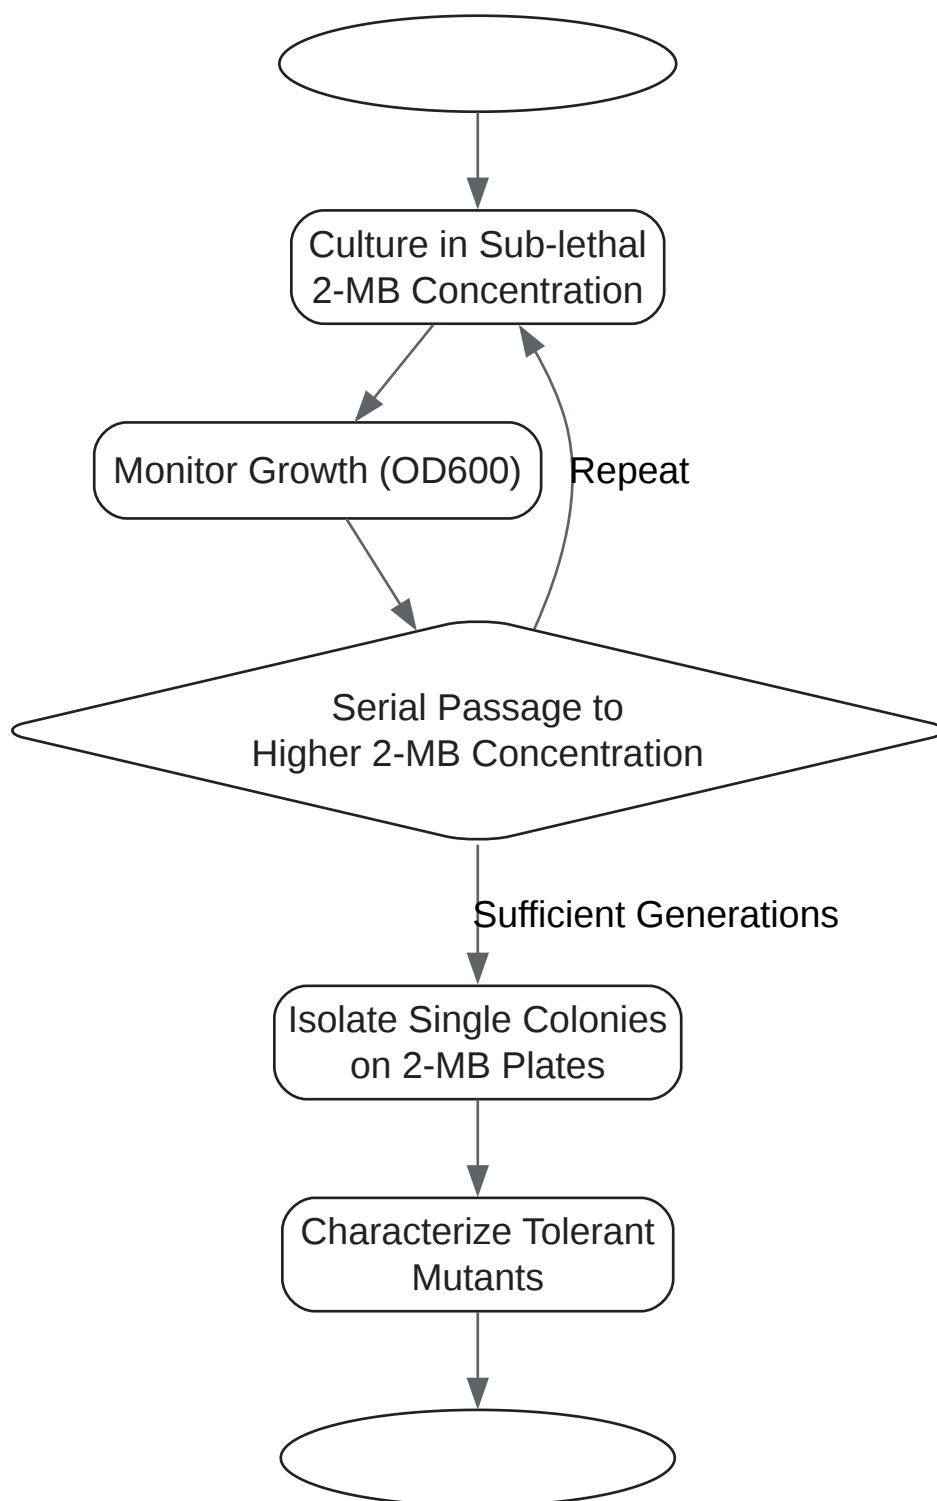 Culture in Sub-lethal
2-MB Concentration
Monitor Growth (OD600)
Repeat
Serial Passage to
Higher 2-MB Concentration
Sufficient Generations
Isolate Single Colonies
on 2-MB Plates
Characterize Tolerant
Mutants